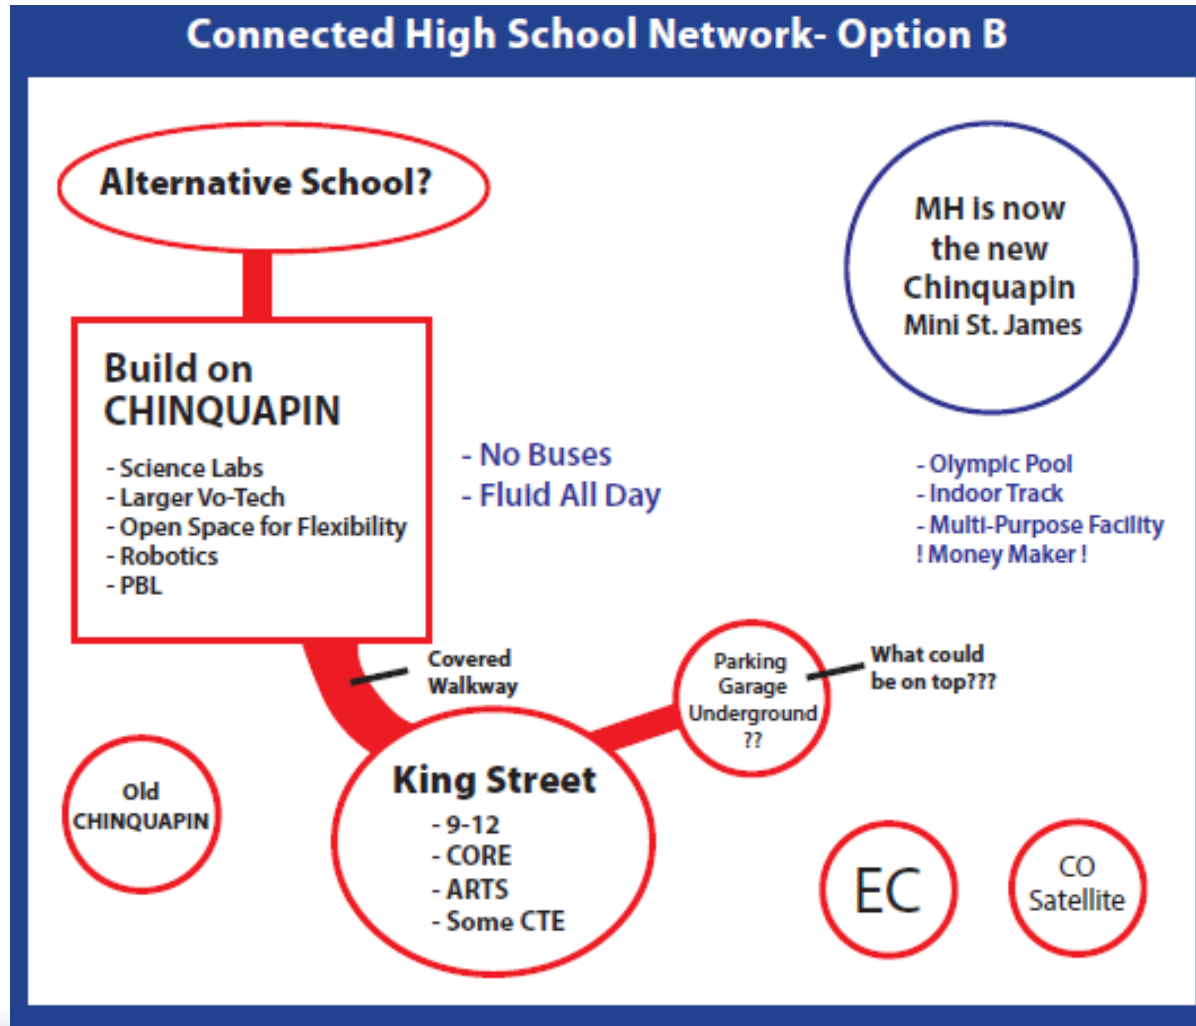 Connected High School Network- Option B
Alternative School?
MH is now
the new
Chinquapin
Mini St. James
Build on
CHINQUAPIN
- Science Labs
- Larger Vo-Tech
- Open Space for Flexibility
- Robotics
- PBL
- No Buses
- Fluid All Day
- Olympic Pool
- Indoor Track
- Multi-Purpose Facility
! Money Maker !
Covered
Walkway
Parking
Garage
Underground
??
What could
be on top???
Old
CHINQUAPIN
King Street
- 9-12
- CORE
- ARTS
- Some CTE
EC
CO
Satellite